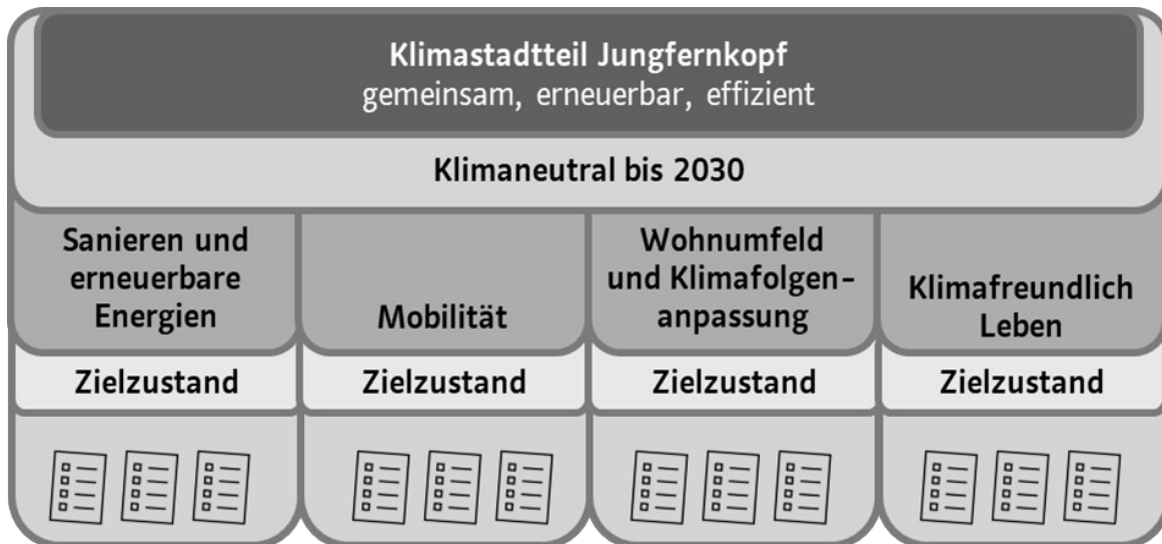 Klimastadtteil Jungfernkopf
gemeinsam, erneuerbar, effizient
Klimaneutral bis 2030
Sanieren und
erneuerbare
Energien
Mobilität
Wohnumfeld
und Klimafolgen-
anpassung
Klimafreundlich
Leben
Zielzustand
Zielzustand
Zielzustand
Zielzustand